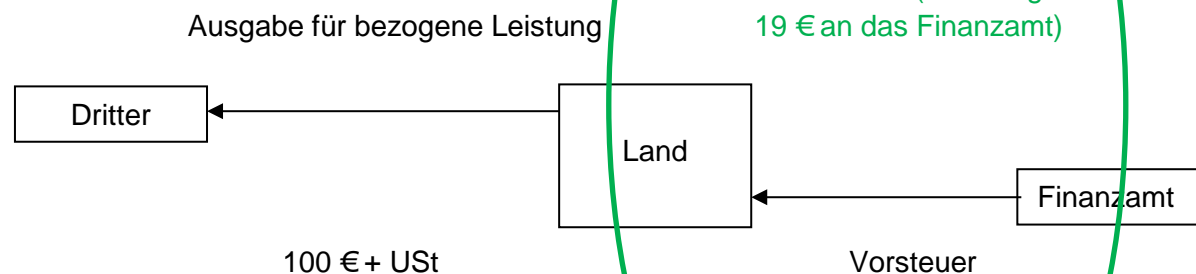 Ausgabe für bezogene Leistung
19 € an das Finanzamt)
Dritter
Land
Finanzamt
100 € + USt
Vorsteuer